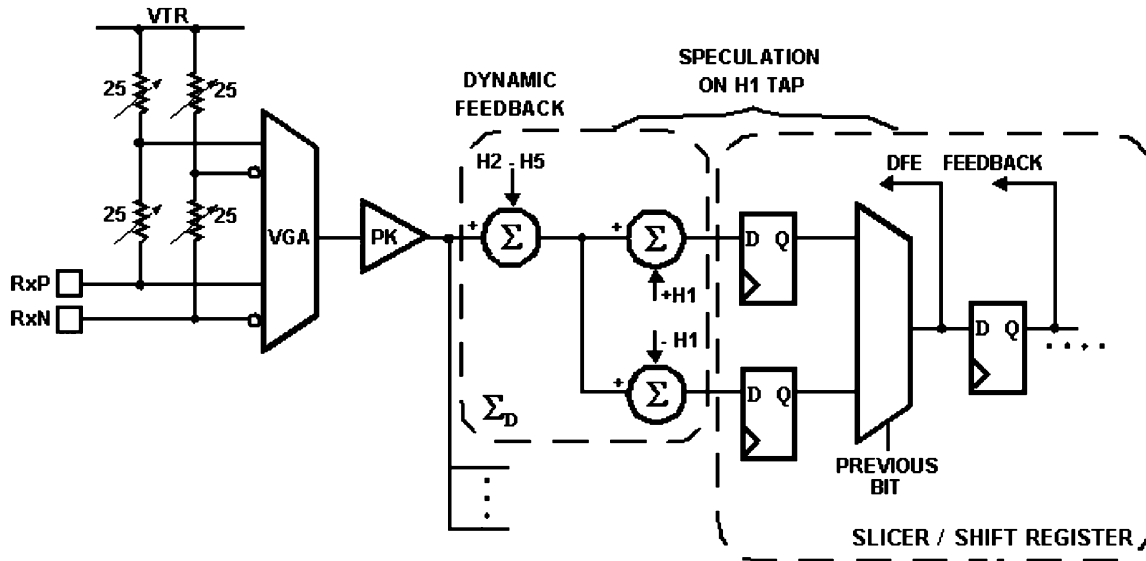 VTR
25
25
25
25
VGA
RxP
RxN
PK
DYNAMIC
FEEDBACK
SPECULATION
ON H1 TAP
H2 - H5
+
Σ
+
Σ
+H1
- H1
+
Σ
ΣD
D Q
D Q
DFE FEEDBACK
D Q
PREVIOUS
BIT
SLICER / SHIFT REGISTER